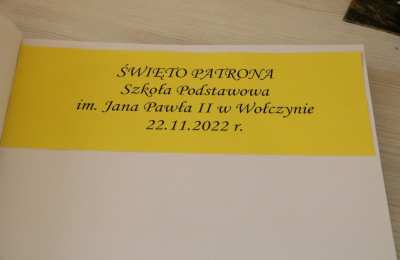 ŚWIĘTO PATRONA
Szkoła Podstawowa
im. Jana Pawła II w Wołczynie
22.11.2022 r.